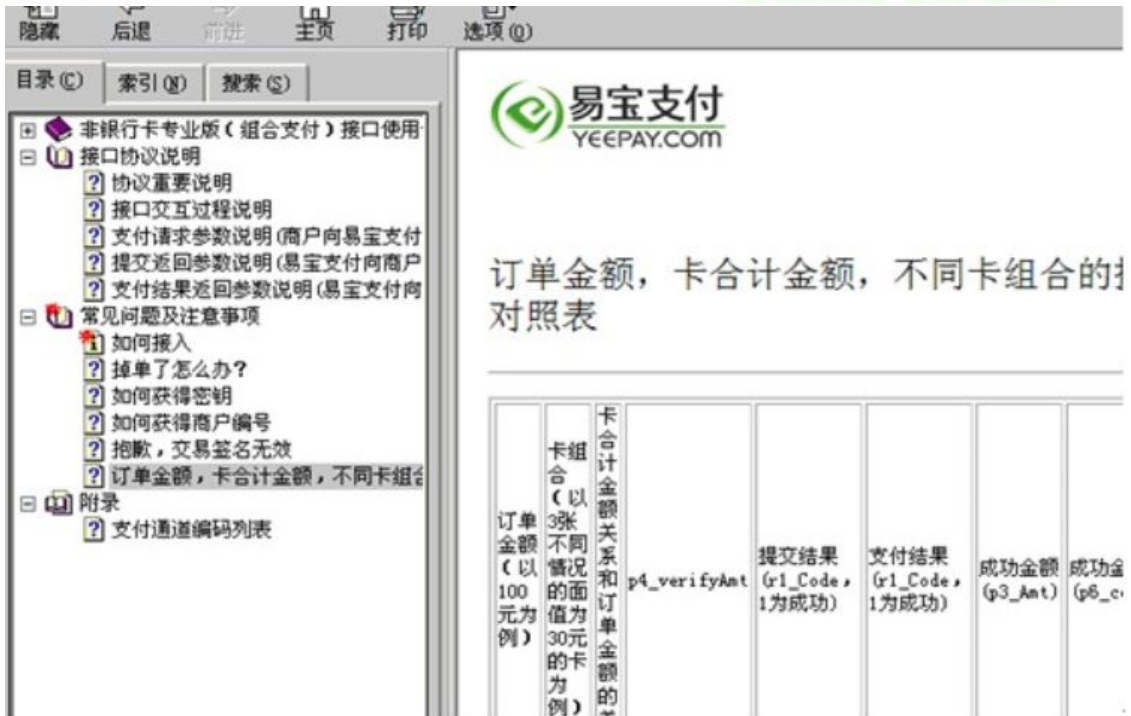 隐藏 后退 前进 主页 打印 选项(O)
目录(C) 索引(N) 搜索(S)
非银行卡专业版(组合支付)接口使用
接口协议说明
协议重要说明
接口交互过程说明
支付请求参数说明(商户向易宝支付
提交返回参数说明(易宝支付向商户
支付结果返回参数说明(易宝支付向
常见问题及注意事项
如何接入
掉单了怎么办?
如何获得密钥
如何获得商户编号
抱歉,交易签名无效
订单金额,卡合计金额,不同卡组合
附录
支付通道编码列表
易宝支付
YEEPAY.COM
订单金额,卡合计金额,不同卡组合的
对照表
订单
金额
(以
100
元为
例)
卡组
合
(以
3张
不同
情况
的面
值为
30元
的卡
为
例)
卡
合
计
金
额
关
系
和
订
单
金
额
的
p4_verifyAmt
提交结果
(r1_Code,
1为成功)
支付结果
(r1_Code,
1为成功)
成功金额
(p3_Amt)
成功金
(p6_c